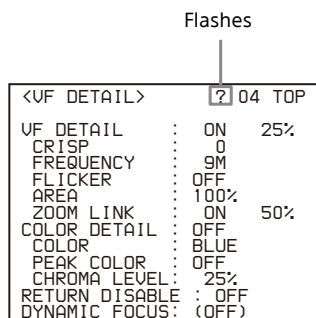 Flashes
<VF DETAIL> ? 04 TOP
VF DETAIL : ON 25%
CRISP : 0
FREQUENCY : 9M
FLICKER : OFF
AREA : 100%
ZOOM LINK : ON 50%
COLOR DETAIL : OFF
COLOR : BLUE
PEAK COLOR : OFF
CHROMA LEVEL: 25%
RETURN DISABLE : OFF
DYNAMIC FOCUS: (OFF)